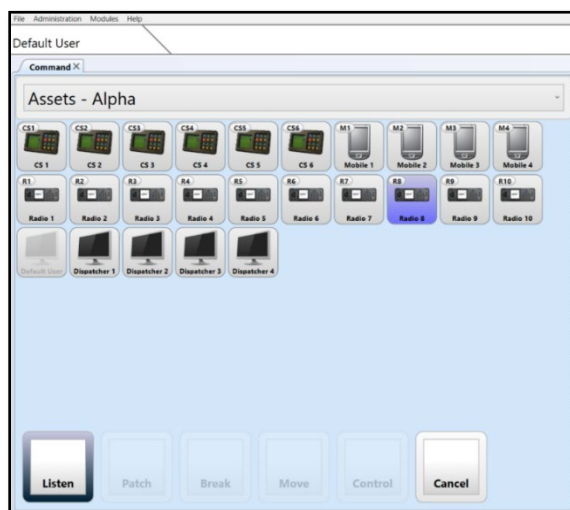 File Administration Modules Help
Default User
Command ×
Assets - Alpha
CS1 CS2 CS3 CS4 CS5 CS6 M1 M2 M3 M4
CS 1 CS 2 CS 3 CS 4 CS 5 CS 6 Mobile 1 Mobile 2 Mobile 3 Mobile 4
R1 R2 R3 R4 R5 R6 R7 R8 R9 R10
Radio 1 Radio 2 Radio 3 Radio 4 Radio 5 Radio 6 Radio 7 Radio 8 Radio 9 Radio 10
Default User Dispatcher 1 Dispatcher 2 Dispatcher 3 Dispatcher 4
Listen Patch Break Move Control Cancel